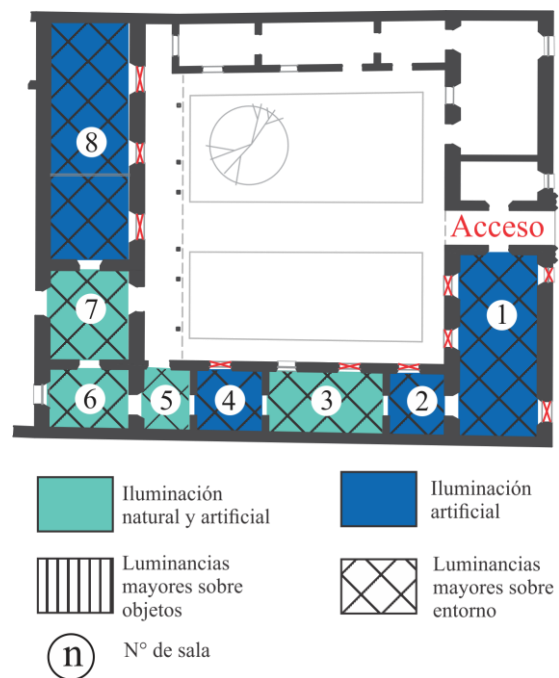 8
Acceso
1
7
6
5
4
3
2
Iluminación
natural y artificial
Iluminación
artificial
Luminancias
mayores sobre
objetos
Luminancias
mayores sobre
entorno
n
N° de sala